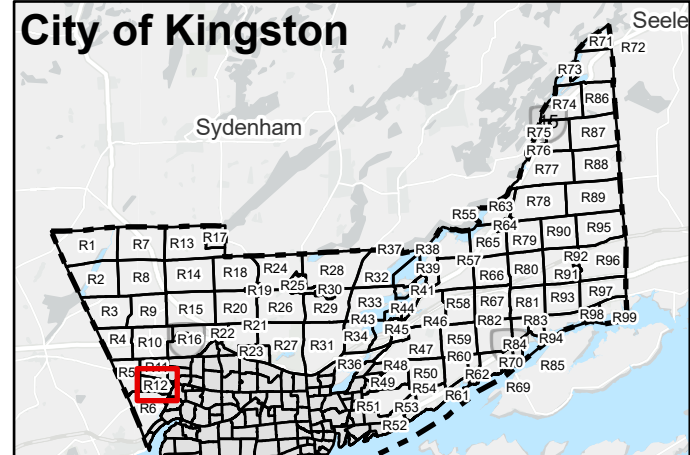 City of Kingston
Seele
R71
R72
R73
R74 R86
R75 R87
R76
R77 R88
Sydenham
R78 R89
R63
R55
R64
R1 R7 R13 R17
R65 R79 R90 R95
R37 R38
R57
R2 R8 R14 R18 R24 R28 R32 R39 R66 R80 R91 R92 R96
R25
R19 R30 R41
R3 R9 R15 R20 R26 R29 R33 R44 R58 R67 R81 R93 R97
R43 R46 R82 R83 R98 R99
R21 R45
R4 R10 R16 R22 R34 R59 R94
R23 R27 R31 R47 R60 R84
R36 R48 R70 R85
R50 R62
R12 R49 R54 R69
R61
R6 R51 R53
R52